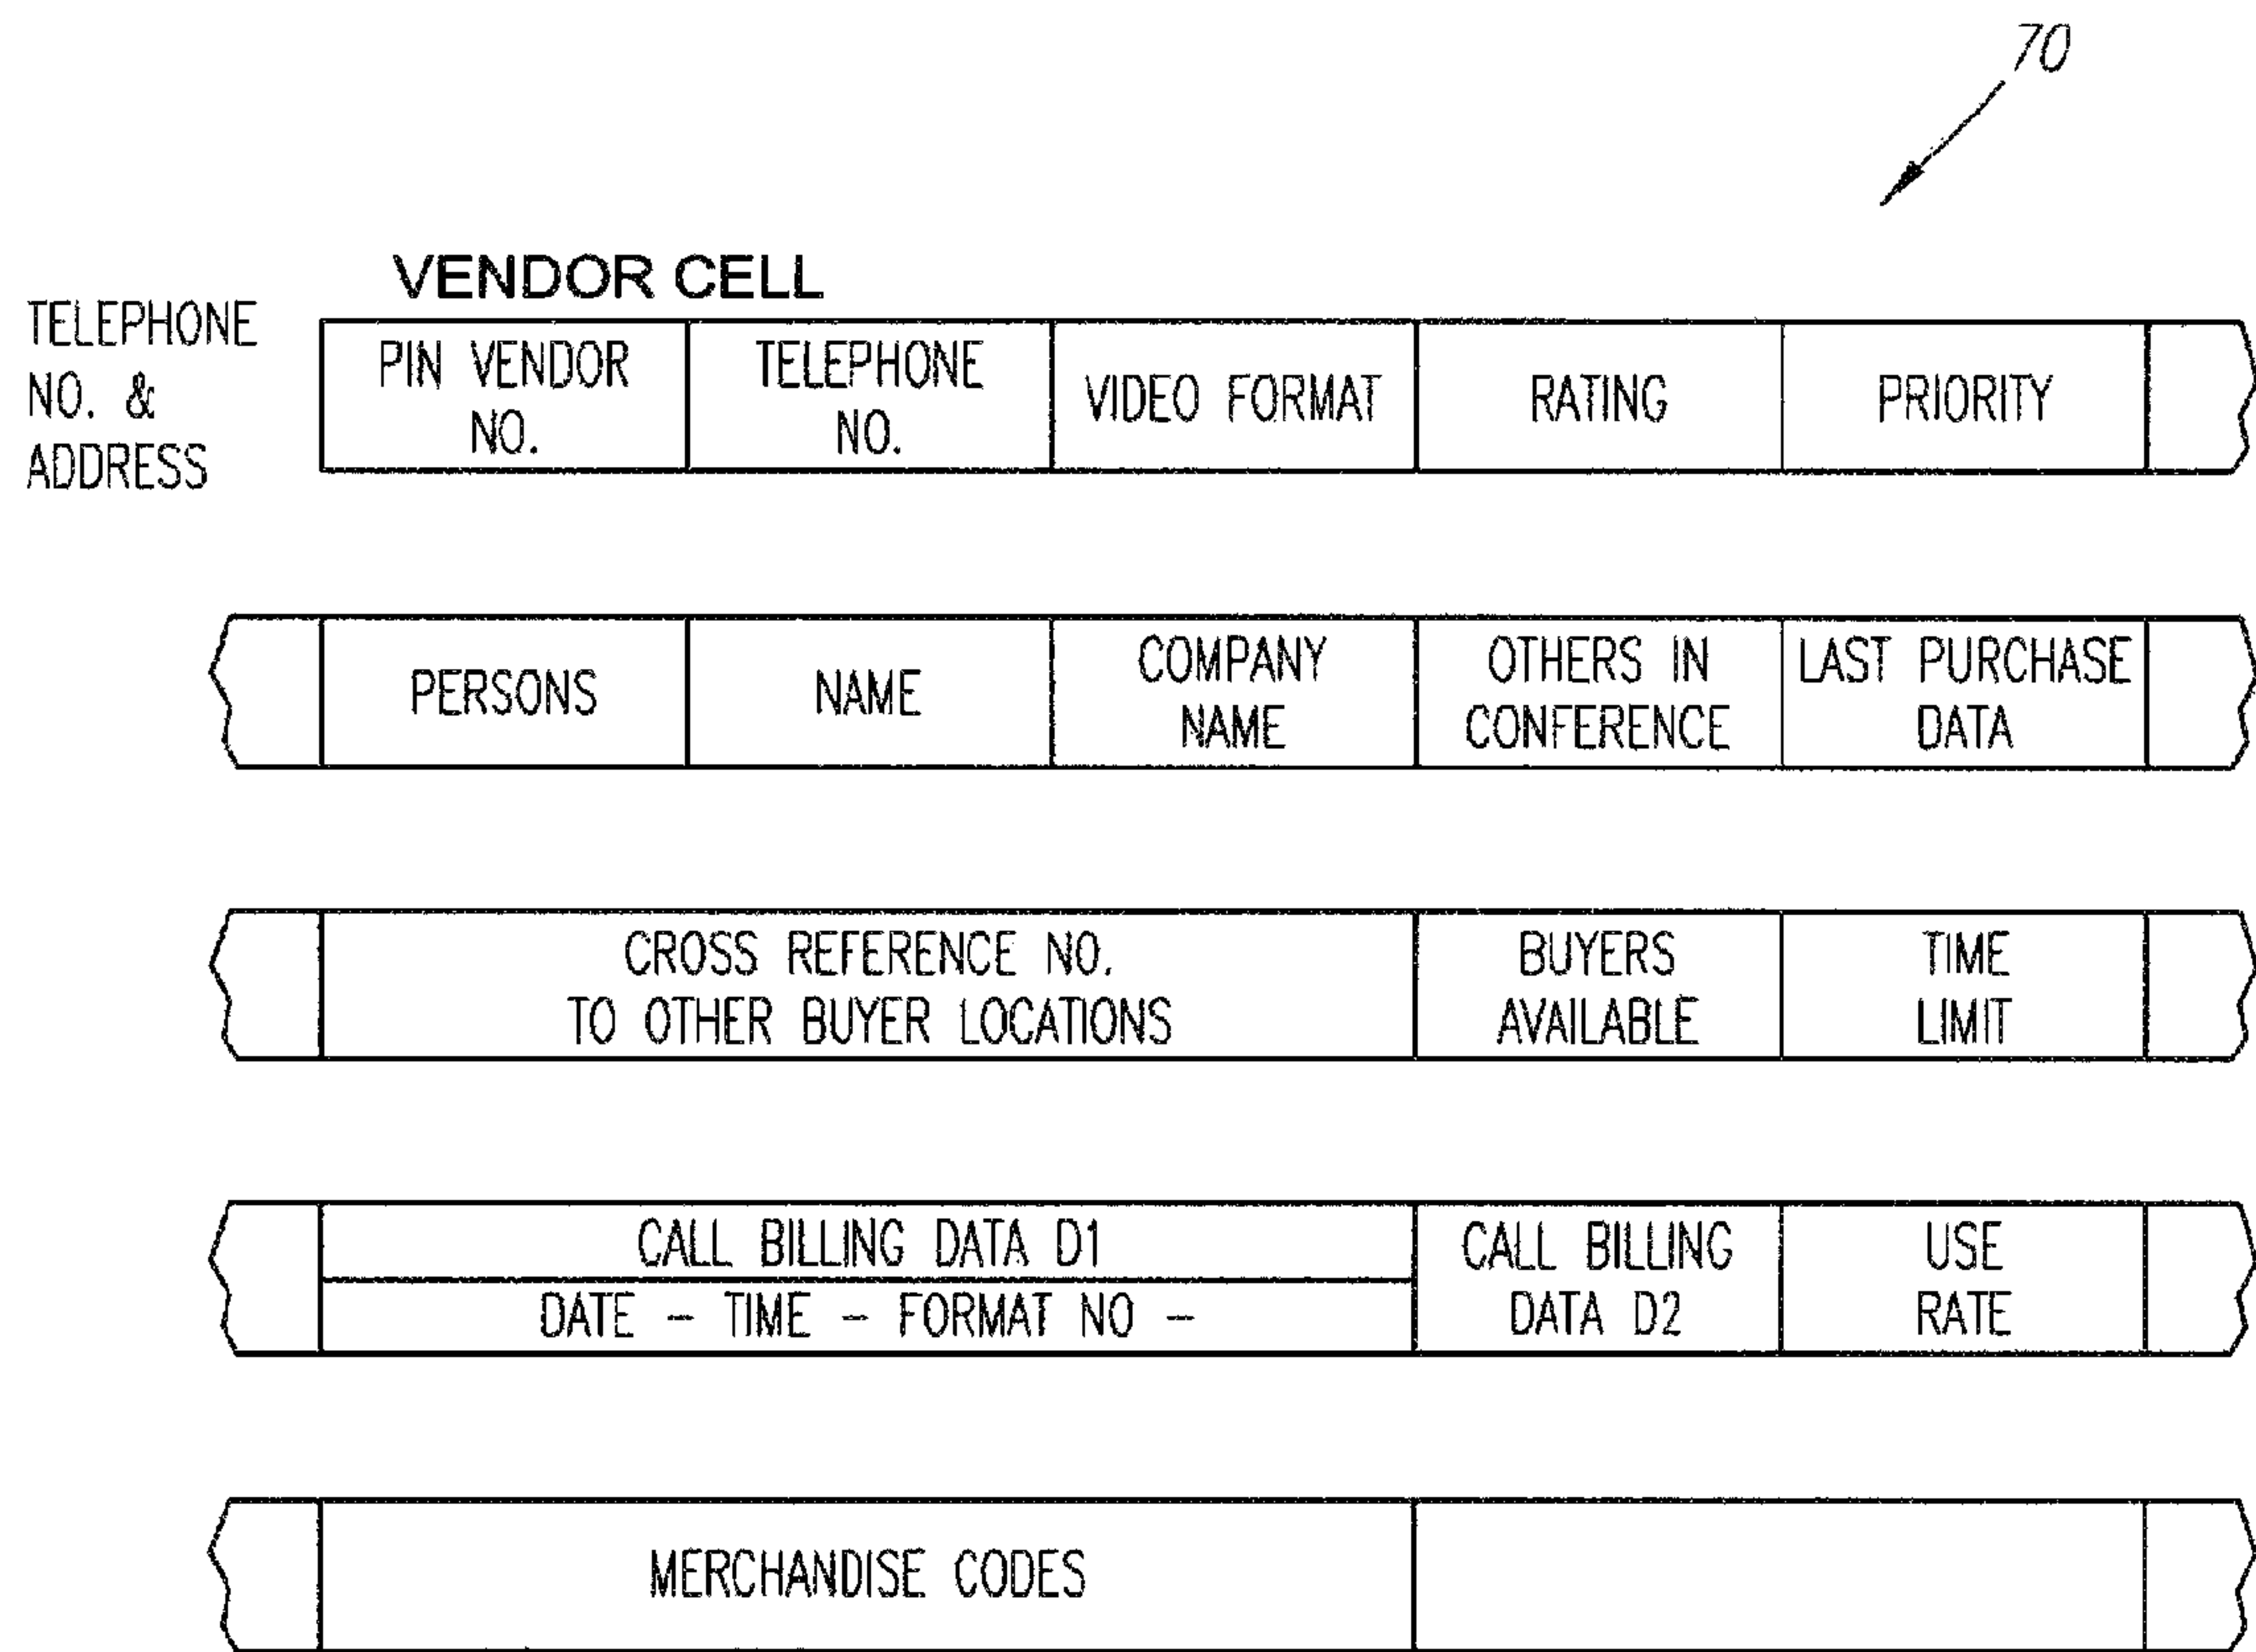 70
VENDOR CELL
TELEPHONE
NO. &
ADDRESS
PIN VENDOR
NO.
TELEPHONE
NO.
VIDEO FORMAT
RATING
PRIORITY
PERSONS
NAME
COMPANY
NAME
OTHERS IN
CONFERENCE
LAST PURCHASE
DATA
CROSS REFERENCE NO.
TO OTHER BUYER LOCATIONS
BUYERS
AVAILABLE
TIME
LIMIT
CALL BILLING DATA D1
DATE - TIME - FORMAT NO -
CALL BILLING
DATA D2
USE
RATE
MERCHANDISE CODES